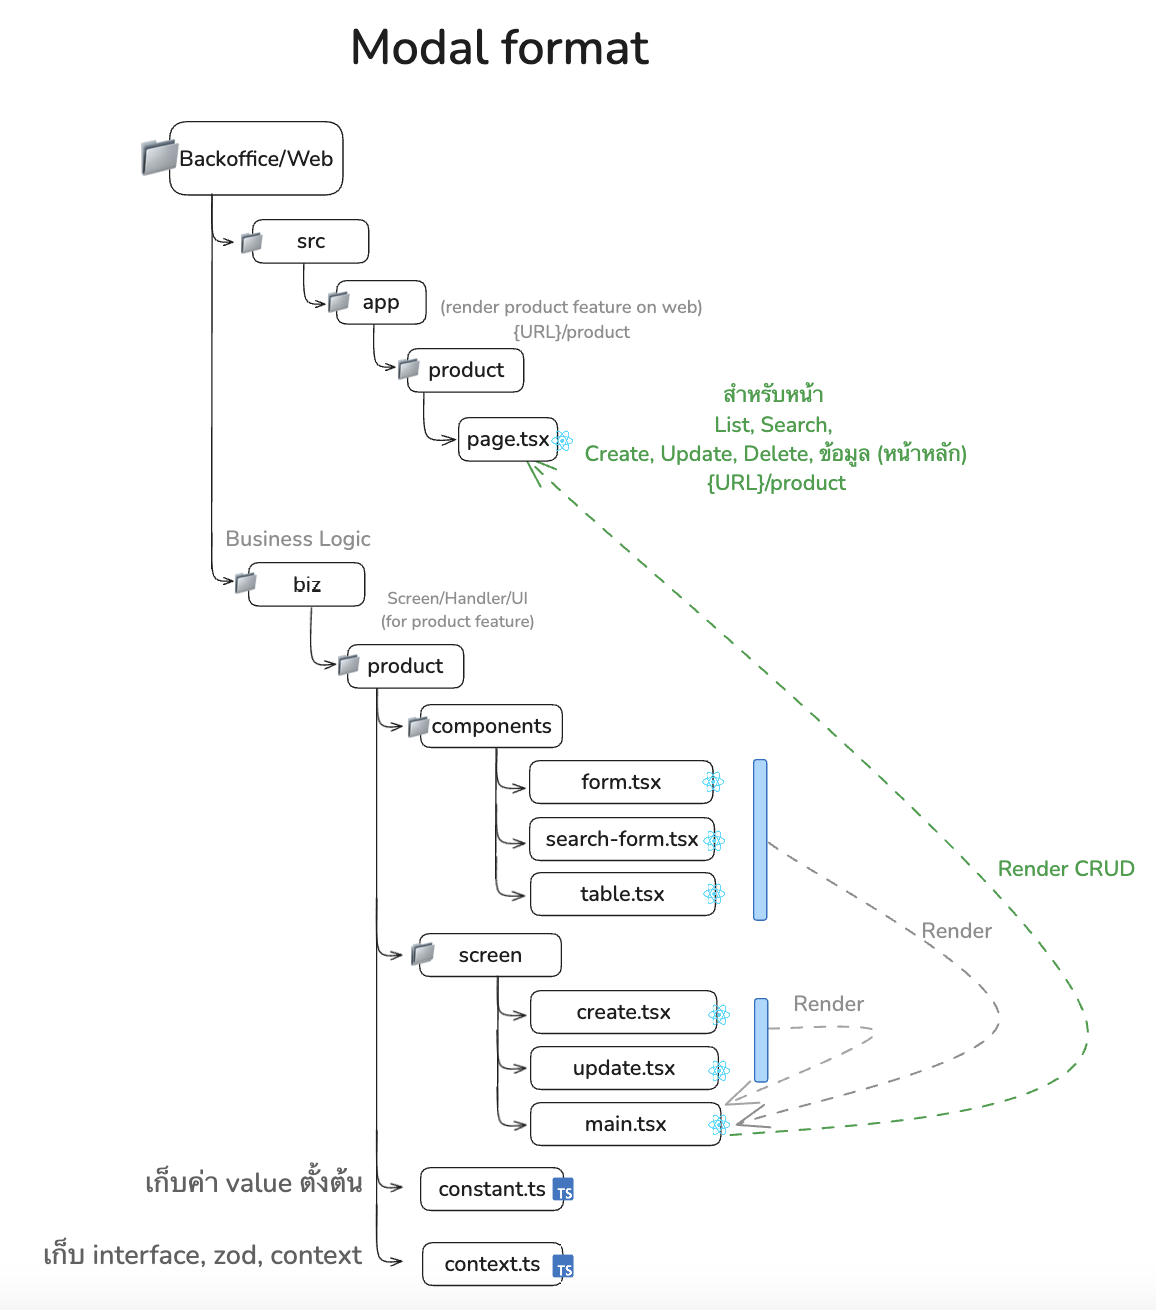 Modal format
Backoffice/Web
src
app
(render product feature on web)
{URL}/product
product
page.tsx
สำหรับหน้า
List, Search,
Create, Update, Delete, ข้อมูล (หน้าหลัก)
{URL}/product
Business Logic
biz
Screen/Handler/UI
(for product feature)
product
components
form.tsx
search-form.tsx
table.tsx
Render CRUD
Render
screen
create.tsx
Render
update.tsx
main.tsx
เก็บค่า value ตั้งต้น
constant.ts
TS
เก็บ interface, zod, context
context.ts
TS